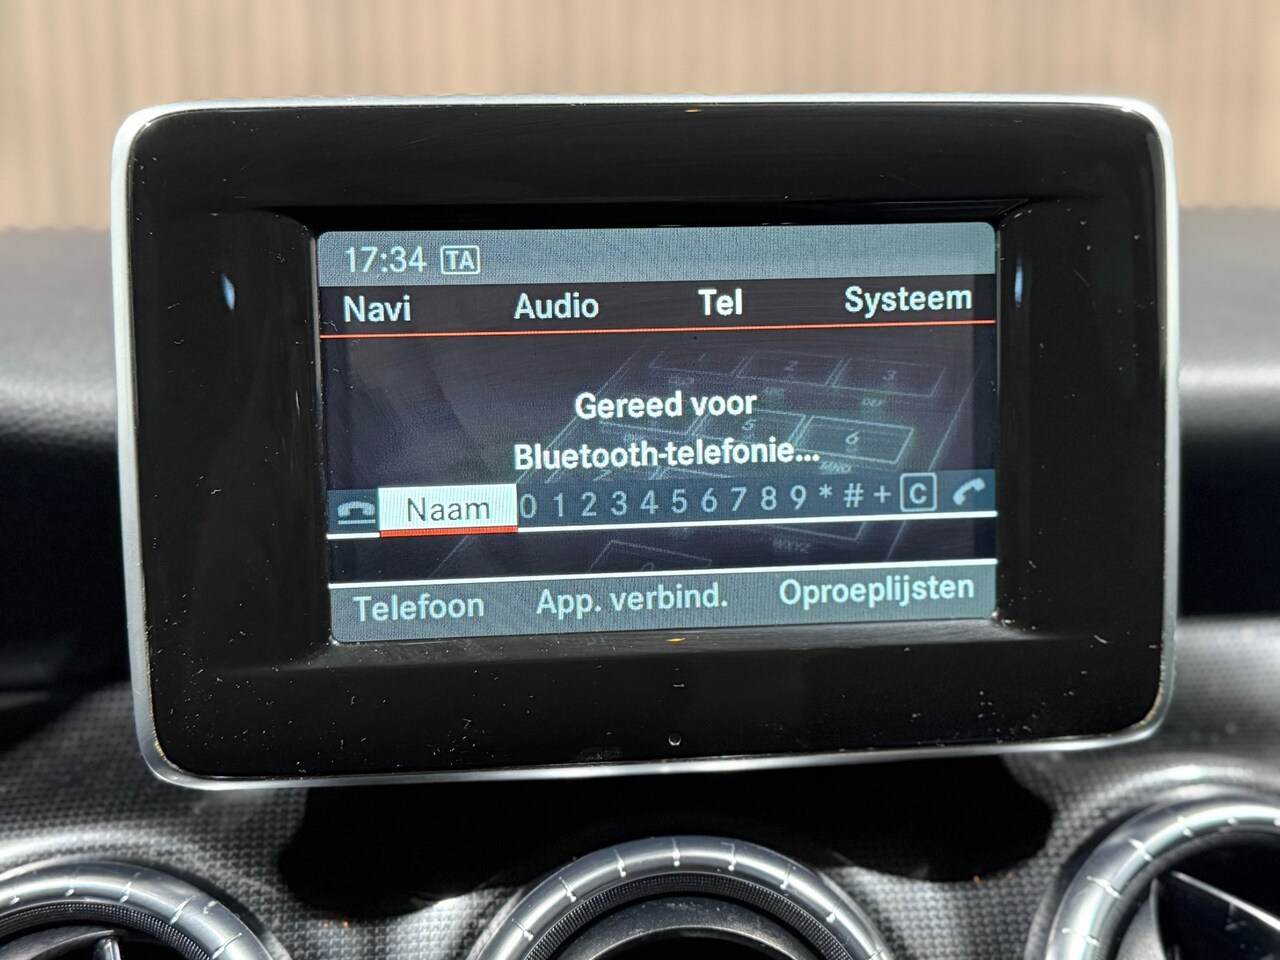 17:34 TA
Navi Audio Tel Systeem
Gereed voor
Bluetooth-telefonie...
Naam 0 1 2 3 4 5 6 7 8 9 * # + C
Telefoon App. verbind. Oproeplijsten